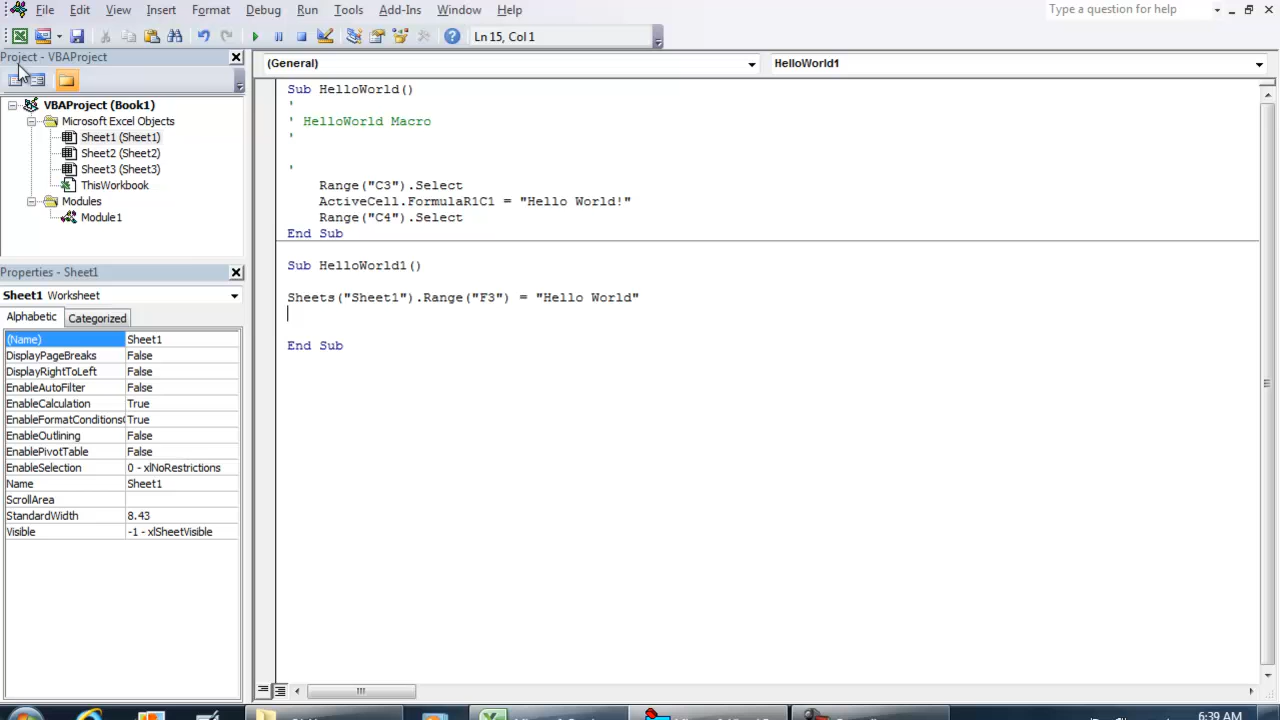 File Edit View Insert Format Debug Run Tools Add-Ins Window Help Type a question for help
Ln 15, Col 1
Project - VBAProject
(General) HelloWorld1
VBAProject (Book1)
Microsoft Excel Objects
Sheet1 (Sheet1)
Sheet2 (Sheet2)
Sheet3 (Sheet3)
ThisWorkbook
Modules
Module1
Properties - Sheet1
Sheet1 Worksheet
Alphabetic Categorized
(Name) Sheet1
DisplayPageBreaks False
DisplayRightToLeft False
EnableAutoFilter False
EnableCalculation True
EnableFormatConditions True
EnableOutlining False
EnablePivotTable False
EnableSelection 0 - xlNoRestrictions
Name Sheet1
ScrollArea
StandardWidth 8.43
Visible -1 - xlSheetVisible
Sub HelloWorld()
'
' HelloWorld Macro
'
'
Range("C3").Select
ActiveCell.FormulaR1C1 = "Hello World!"
Range("C4").Select
End Sub
Sub HelloWorld1()
Sheets("Sheet1").Range("F3") = "Hello World"
End Sub
6:39 AM